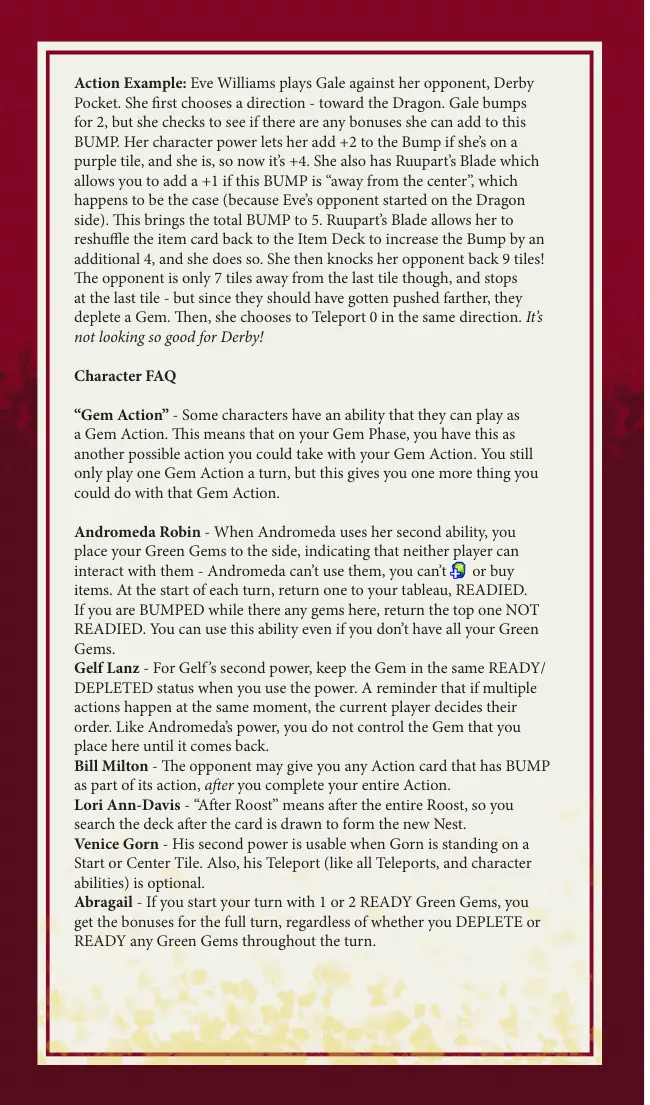 Action Example: Eve Williams plays Gale against her opponent, Derby
Pocket. She first chooses a direction - toward the Dragon. Gale bumps
for 2, but she checks to see if there are any bonuses she can add to this
BUMP. Her character power lets her add +2 to the Bump if she's on a
purple tile, and she is, so now it's +4. She also has Ruupart's Blade which
allows you to add a +1 if this BUMP is “away from the center”, which
happens to be the case (because Eve's opponent started on the Dragon
side). This brings the total BUMP to 5. Ruupart's Blade allows her to
reshuffle the item card back to the Item Deck to increase the Bump by an
additional 4, and she does so. She then knocks her opponent back 9 tiles!
The opponent is only 7 tiles away from the last tile though, and stops
at the last tile - but since they should have gotten pushed farther, they
deplete a Gem. Then, she chooses to Teleport 0 in the same direction. It's
not looking so good for Derby!
Character FAQ
“Gem Action” - Some characters have an ability that they can play as
a Gem Action. This means that on your Gem Phase, you have this as
another possible action you could take with your Gem Action. You still
only play one Gem Action a turn, but this gives you one more thing you
could do with that Gem Action.
Andromeda Robin - When Andromeda uses her second ability, you
place your Green Gems to the side, indicating that neither player can
interact with them - Andromeda can't use them, you can't or buy
items. At the start of each turn, return one to your tableau, READIED.
If you are BUMPED while there any gems here, return the top one NOT
READIED. You can use this ability even if you don't have all your Green
Gems.
Gelf Lanz - For Gelf's second power, keep the Gem in the same READY/
DEPLETED status when you use the power. A reminder that if multiple
actions happen at the same moment, the current player decides their
order. Like Andromeda's power, you do not control the Gem that you
place here until it comes back.
Bill Milton - The opponent may give you any Action card that has BUMP
as part of its action, after you complete your entire Action.
Lori Ann-Davis - “After Roost” means after the entire Roost, so you
search the deck after the card is drawn to form the new Nest.
Venice Gorn - His second power is usable when Gorn is standing on a
Start or Center Tile. Also, his Teleport (like all Teleports, and character
abilities) is optional.
Abragail - If you start your turn with 1 or 2 READY Green Gems, you
get the bonuses for the full turn, regardless of whether you DEPLETE or
READY any Green Gems throughout the turn.